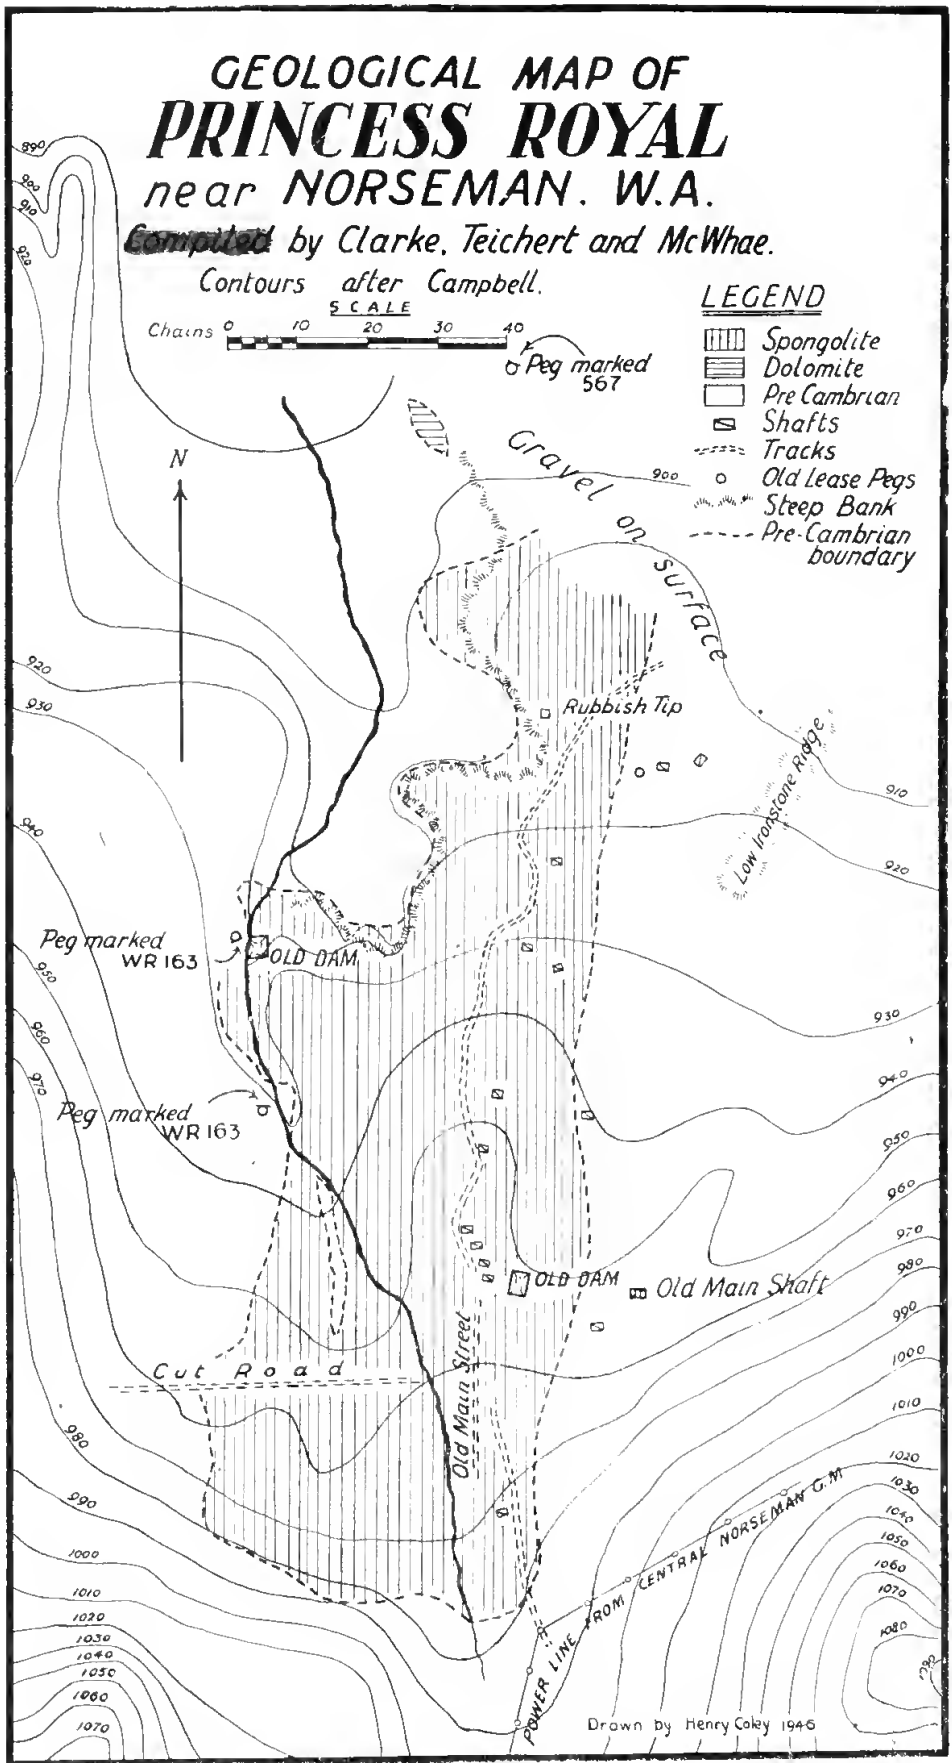 GEOLOGICAL MAP OF
PRINCESS ROYAL
near NORSEMAN. W.A.
Compiled by Clarke, Teichert and McWhae.
Contours after Campbell.
SCALE
Chains 0 10 20 30 40
Peg marked
567
LEGEND
Spongolite
Dolomite
Pre Cambrian
Shafts
Tracks
Old Lease Pegs
Steep Bank
Pre-Cambrian
boundary
N
Gravel on surface
890
900
910
920
900
920
930
Rubbish Tip
Low Ironstone Ridge
910
940
920
Peg marked
WR 163
OLD DAM
950
960
970
930
940
Peg marked
WR 163
950
960
970
980
990
1000
1010
OLD DAM
Old Main Shaft
Cut Road
Old Main Street
980
990
1000
1010
1020
1030
1040
1050
1060
1070
1020
1030
1040
1050
1060
1070
1080
1090
POWER LINE FROM CENTRAL NORSEMAN G.M
Drawn by Henry Coley 1946